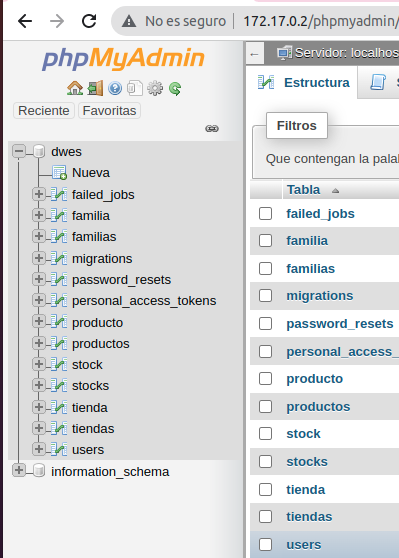 No es seguro | 172.17.0.2/phpmyadmin/
phpMyAdmin
Reciente Favoritas
dwes
Nueva
failed_jobs
familia
familias
migrations
password_resets
personal_access_tokens
producto
productos
stock
stocks
tienda
tiendas
users
information_schema
Servidor: localhos
Estructura
Filtros
Que contengan la pala
Tabla
failed_jobs
familia
familias
migrations
password_resets
personal_access_
producto
productos
stock
stocks
tienda
tiendas
users